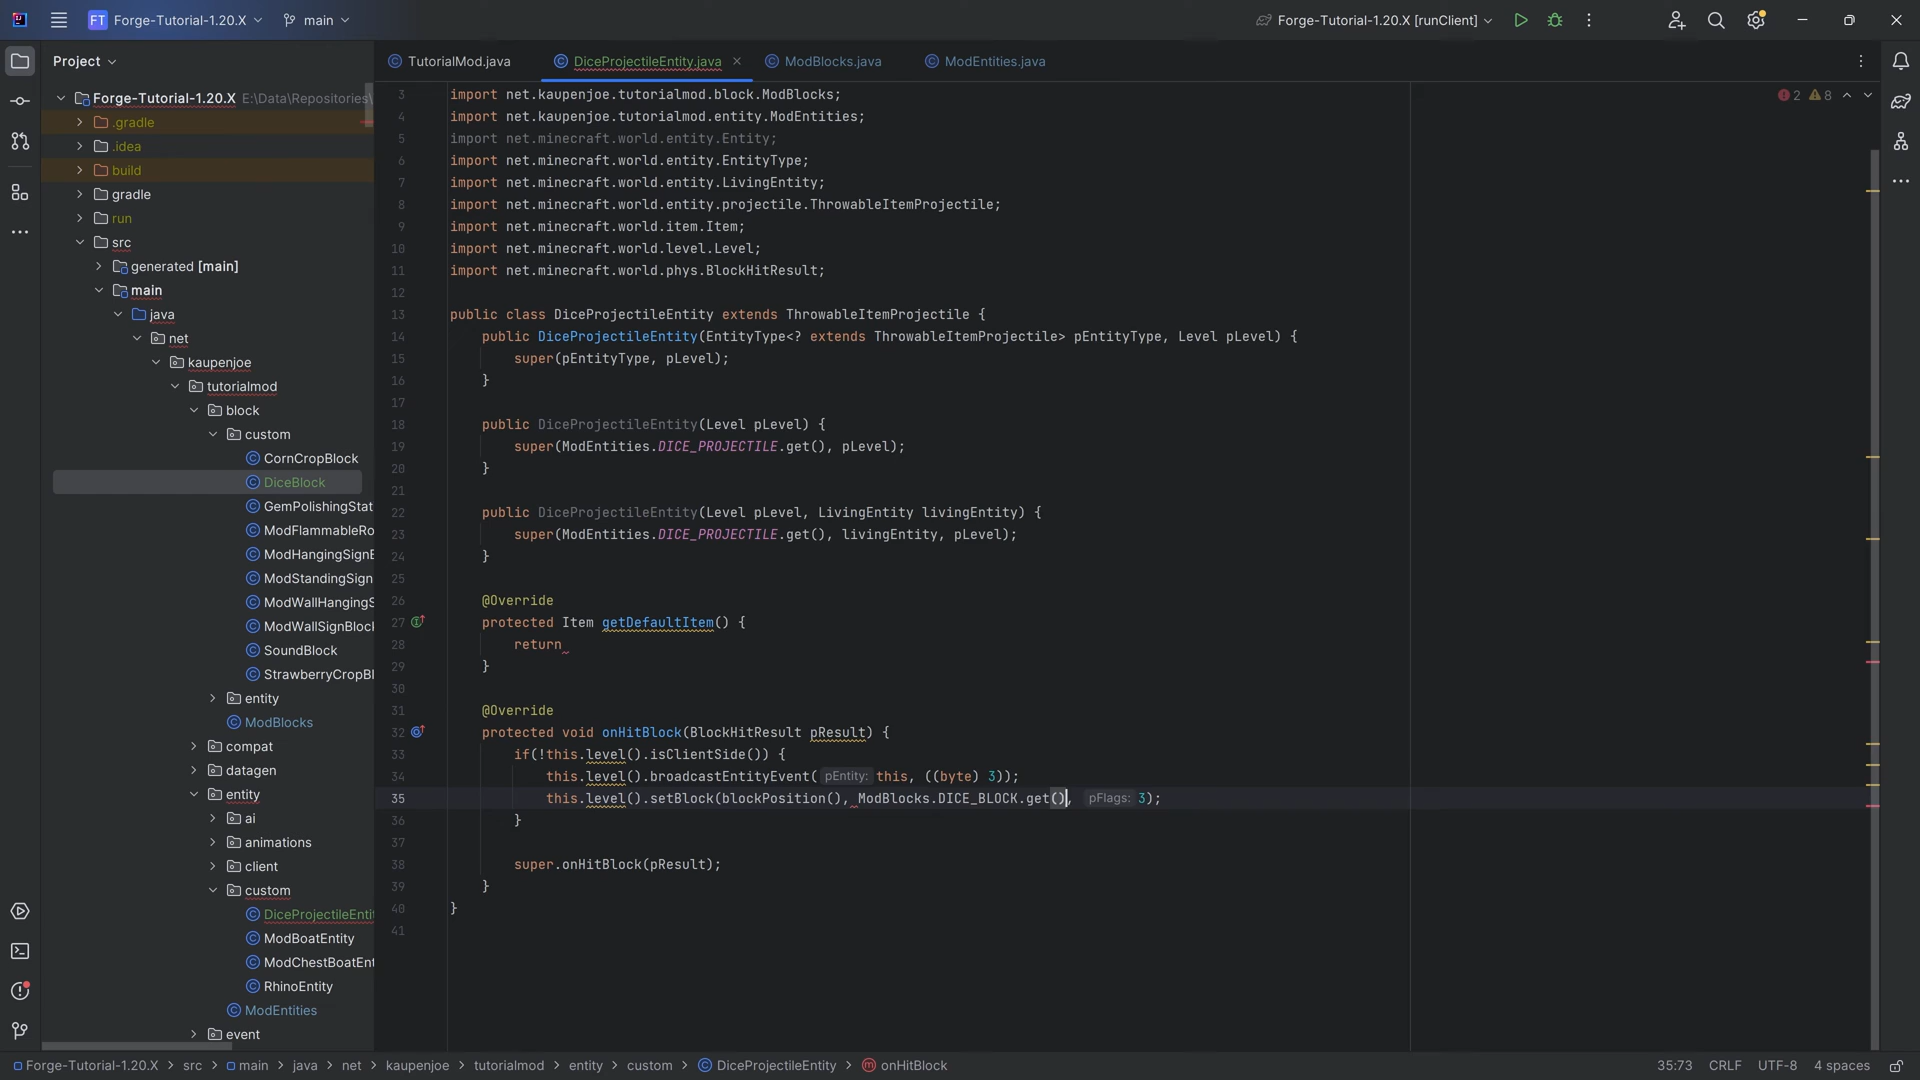 FT Forge-Tutorial-1.20.X main Forge-Tutorial-1.20.X [runClient]
Project
TutorialMod.java DiceProjectileEntity.java ModBlocks.java ModEntities.java
Forge-Tutorial-1.20.X E:\Data\Repositories\
.gradle
.idea
build
gradle
run
src
generated [main]
main
java
net
kaupenjoe
tutorialmod
block
custom
CornCropBlock
DiceBlock
GemPolishingStat
ModFlammableRo
ModHangingSignE
ModStandingSign
ModWallHangingS
ModWallSignBlock
SoundBlock
StrawberryCropBl
entity
ModBlocks
compat
datagen
entity
ai
animations
client
custom
DiceProjectileEntit
ModBoatEntity
ModChestBoatEnt
RhinoEntity
ModEntities
event
2 8
3 import net.kaupenjoe.tutorialmod.block.ModBlocks;
4 import net.kaupenjoe.tutorialmod.entity.ModEntities;
5 import net.minecraft.world.entity.Entity;
6 import net.minecraft.world.entity.EntityType;
7 import net.minecraft.world.entity.LivingEntity;
8 import net.minecraft.world.entity.projectile.ThrowableItemProjectile;
9 import net.minecraft.world.item.Item;
10 import net.minecraft.world.level.Level;
11 import net.minecraft.world.phys.BlockHitResult;
12
13 public class DiceProjectileEntity extends ThrowableItemProjectile {
14 public DiceProjectileEntity(EntityType<? extends ThrowableItemProjectile> pEntityType, Level pLevel) {
15 super(pEntityType, pLevel);
16 }
17
18 public DiceProjectileEntity(Level pLevel) {
19 super(ModEntities.DICE_PROJECTILE.get(), pLevel);
20 }
21
22 public DiceProjectileEntity(Level pLevel, LivingEntity livingEntity) {
23 super(ModEntities.DICE_PROJECTILE.get(), livingEntity, pLevel);
24 }
25
26 @Override
27 protected Item getDefaultItem() {
28 return
29 }
30
31 @Override
32 protected void onHitBlock(BlockHitResult pResult) {
33 if(!this.level().isClientSide()) {
34 this.level().broadcastEntityEvent( pEntity: this, ((byte) 3));
35 this.level().setBlock(blockPosition(), ModBlocks.DICE_BLOCK.get(), pFlags: 3);
36 }
37
38 super.onHitBlock(pResult);
39 }
40 }
41
Forge-Tutorial-1.20.X > src > main > java > net > kaupenjoe > tutorialmod > entity > custom > DiceProjectileEntity > onHitBlock 35:73 CRLF UTF-8 4 spaces